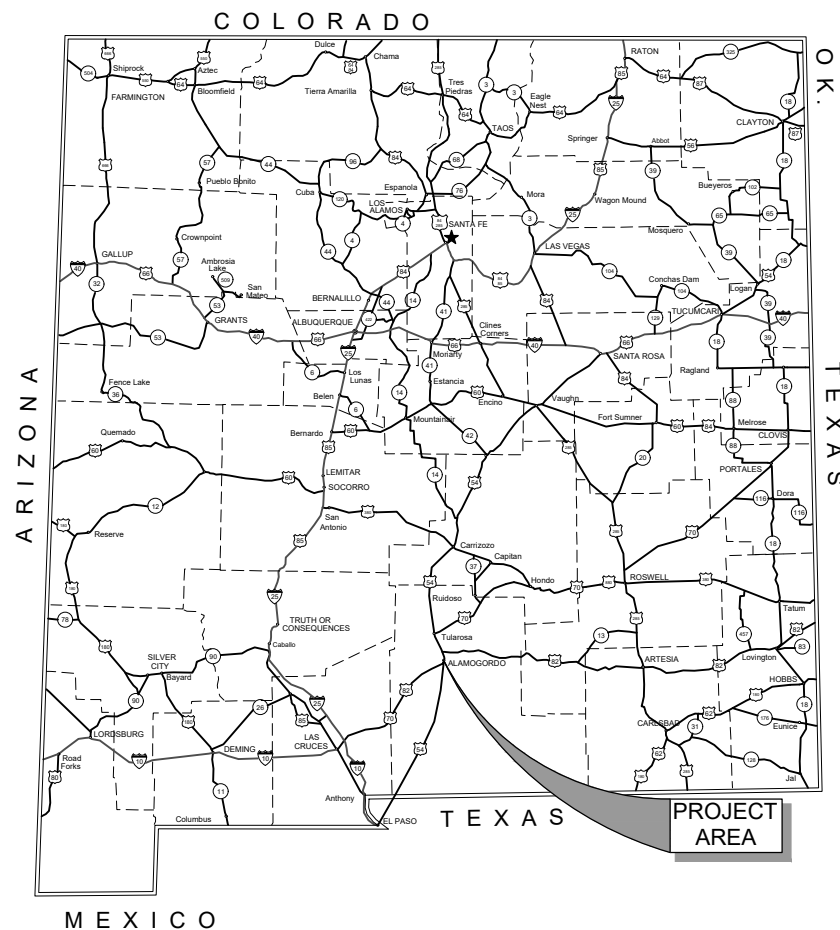 COLORADO
OK.
TEXAS
ARIZONA
TEXAS
MEXICO
PROJECT
AREA
Dulce
Chama
RATON
Shiprock
Aztec
Bloomfield
FARMINGTON
Tierra Amarilla
Tres
Piedras
Eagle
Nest
TAOS
CLAYTON
Springer
Abbot
Pueblo Bonito
Cuba
Espanola
LOS
ALAMOS
Mora
Wagon Mound
Bueyeros
SANTA FE
Mosquero
Crownpoint
GALLUP
Ambrosia
Lake
San
Mateo
LAS VEGAS
Conchas Dam
Logan
TUCUMCARI
BERNALILLO
GRANTS
ALBUQUERQUE
Clines
Corners
Moriarty
SANTA ROSA
Los
Lunas
Estancia
Ragland
Fence Lake
Belen
Encino
Vaughn
Mountainair
Fort Sumner
Melrose
CLOVIS
Quemado
Bernardo
LEMITAR
SOCORRO
PORTALES
Dora
San
Antonio
Reserve
Carrizozo
Capitan
Hondo
ROSWELL
Ruidoso
Tatum
TRUTH OR
CONSEQUENCES
Tularosa
Caballo
SILVER
CITY
Bayard
ALAMOGORDO
ARTESIA
Lovington
HOBBS
CARLSBAD
Eunice
LORDSBURG
DEMING
LAS
CRUCES
Road
Forks
Jal
Anthony
Columbus
EL PASO